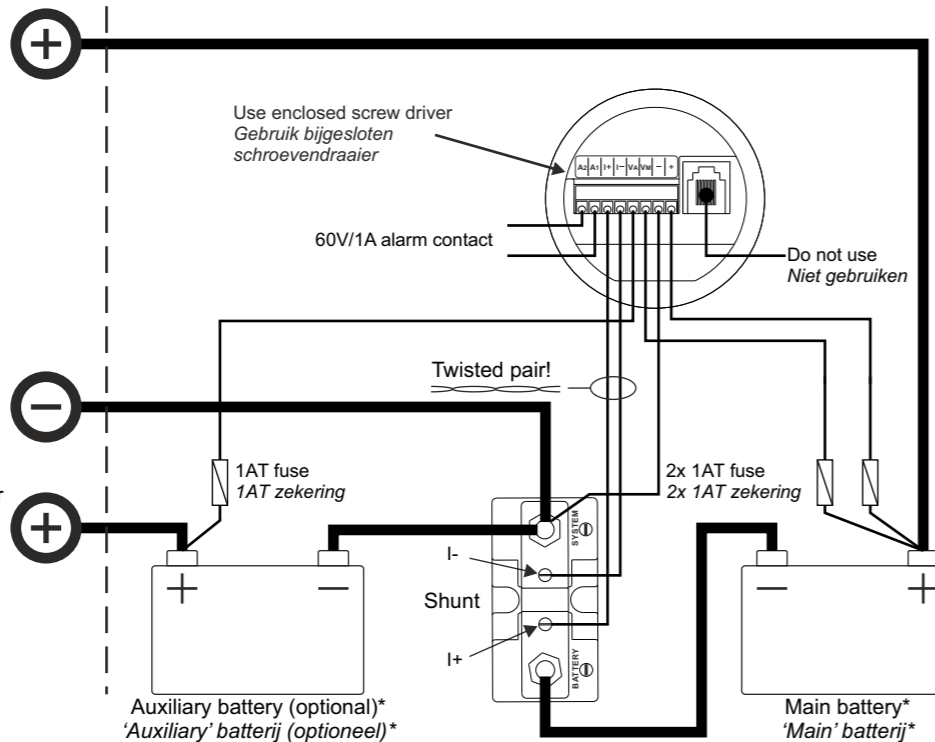 Use enclosed screw driver
Gebruik bijgesloten
schroevendraaier
A2 A1 I+ I- VA VM - +
60V/1A alarm contact
Do not use
Niet gebruiken
Twisted pair!
1AT fuse
1AT zekering
2x 1AT fuse
2x 1AT zekering
r
SYSTEM
I-
Shunt
I+
BATTERY
+
-
+
+ -
- +
Auxiliary battery (optional)*
‘Auxiliary’ batterij (optioneel)*
Main battery*
‘Main’ batterij*